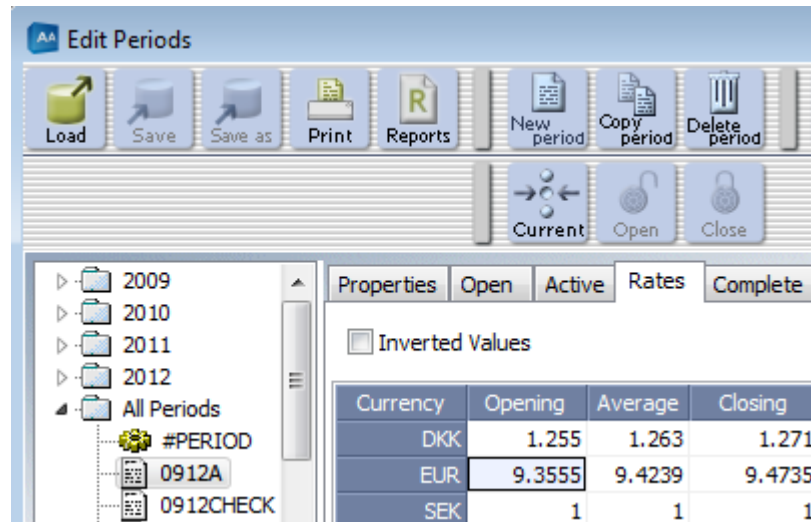 AA Edit Periods
Load Save Save as Print Reports New period Copy period Delete period
R
Current Open Close
2009
2010
2011
2012
All Periods
#PERIOD
0912A
0912CHECK
Properties Open Active Rates Complete
Inverted Values
Currency Opening Average Closing
DKK 1.255 1.263 1.271
EUR 9.3555 9.4239 9.4735
SEK 1 1 1